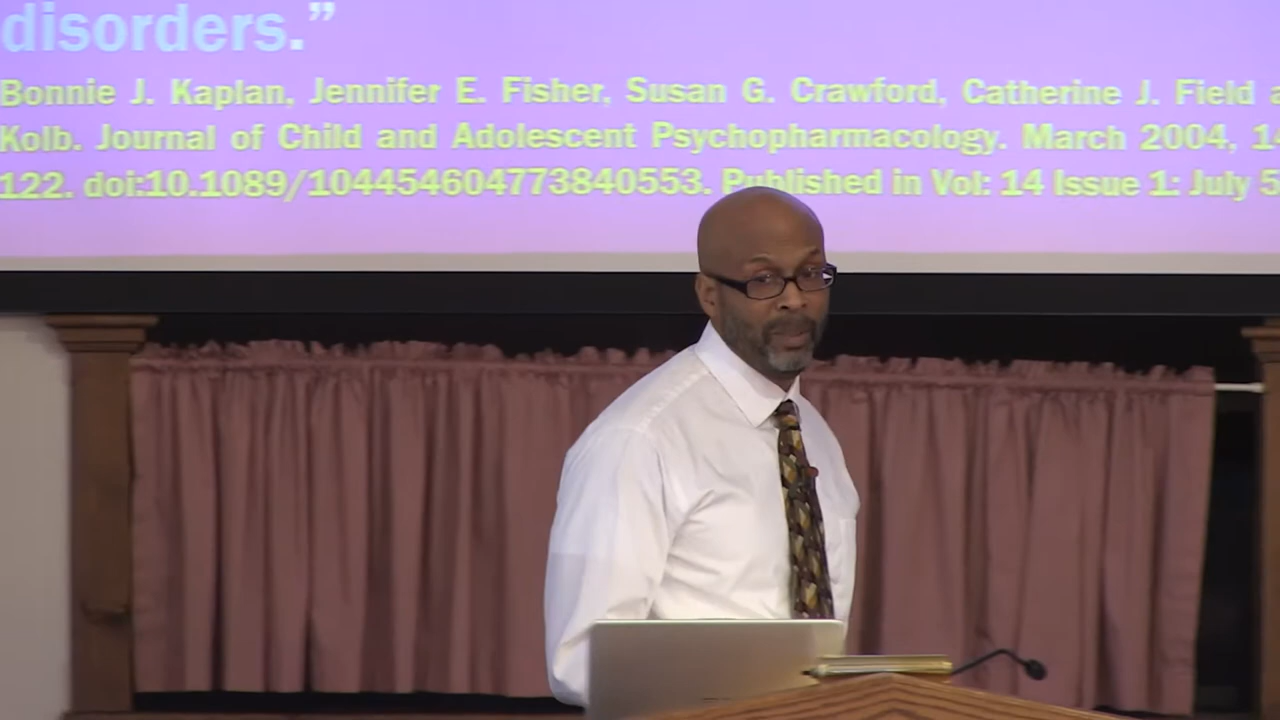 disorders.”
Bonnie J. Kaplan, Jennifer E. Fisher, Susan G. Crawford, Catherine J. Field
Kolb. Journal of Child and Adolescent Psychopharmacology. March 2004,
122. doi:10.1089/104454604773840553. Published in Vol: 14 Issue 1: July